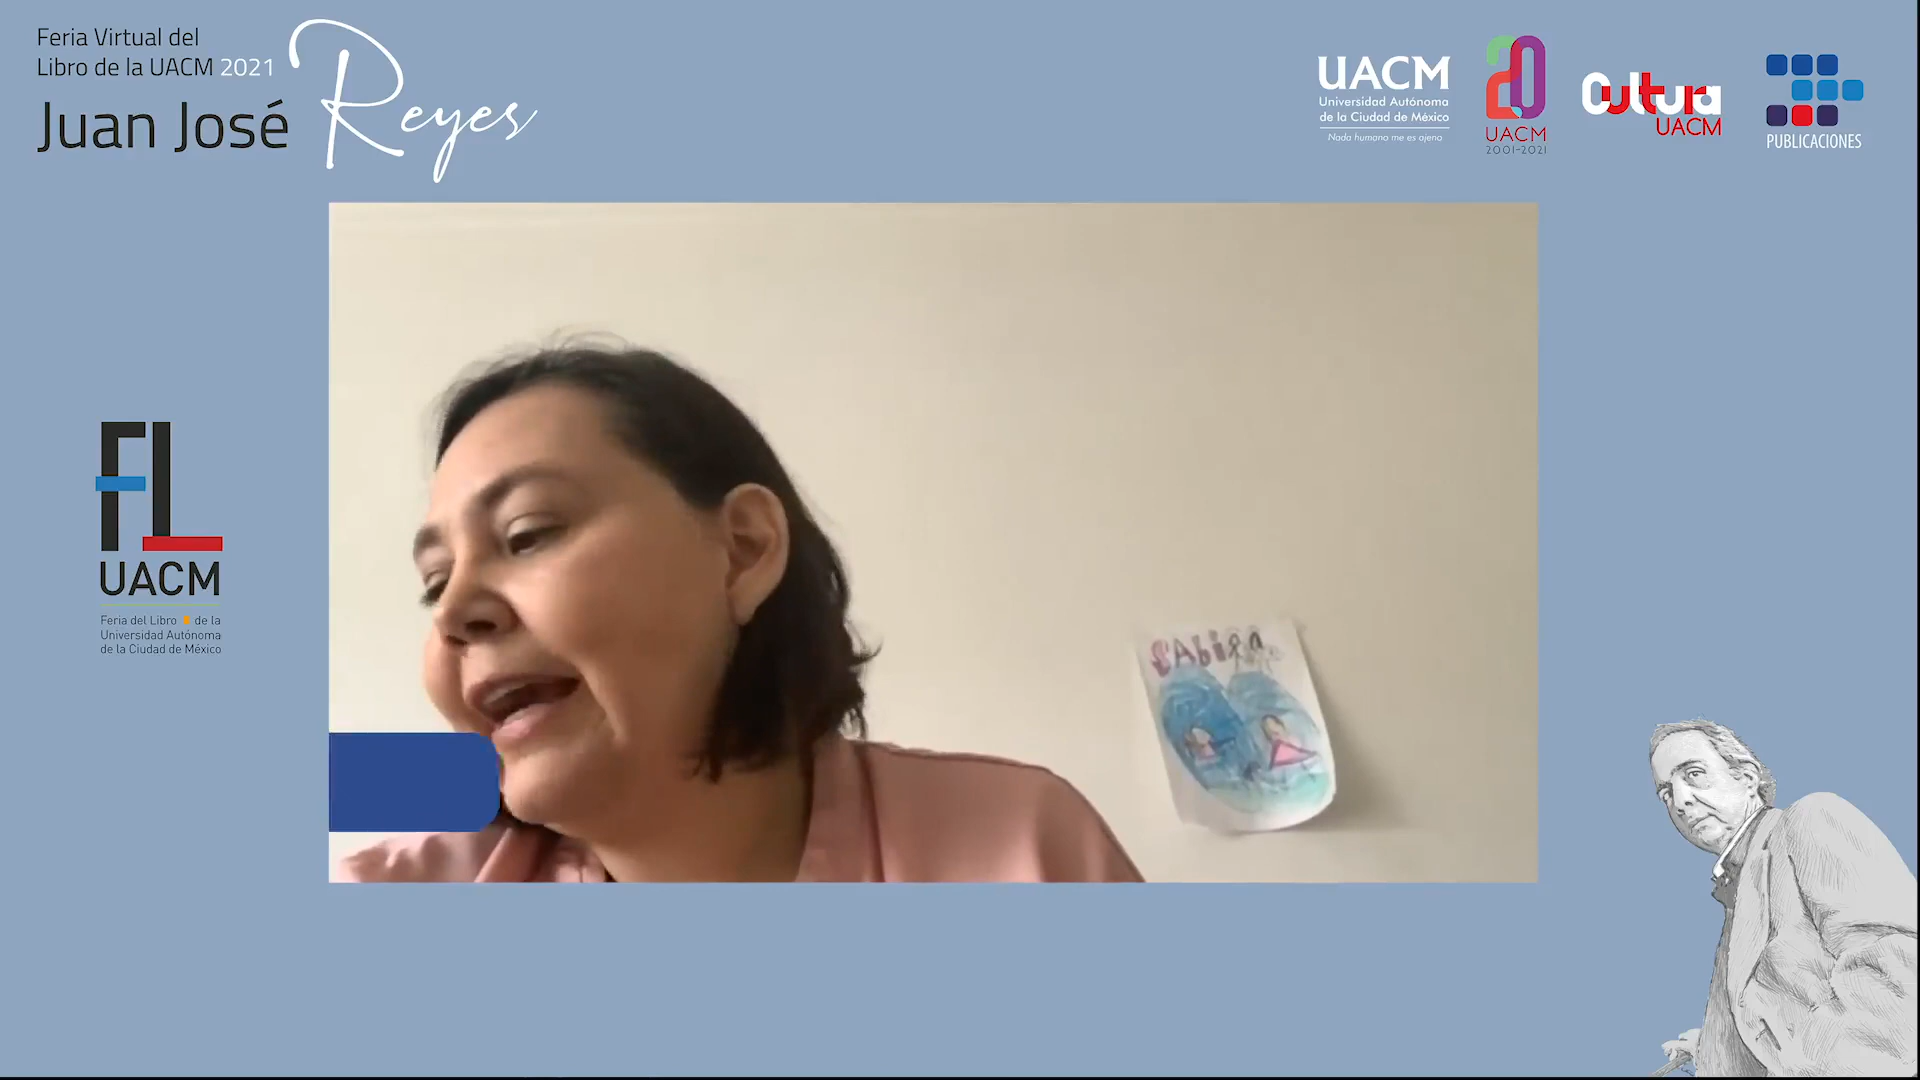 Feria Virtual del
Libro de la UACM 2021
Juan José Reyes
UACM
Universidad Autónoma
de la Ciudad de México
Nada humano me es ajeno
20
UACM
2001-2021
Cultura
UACM
PUBLICACIONES
FL
UACM
Feria del Libro de la
Universidad Autónoma
de la Ciudad de México